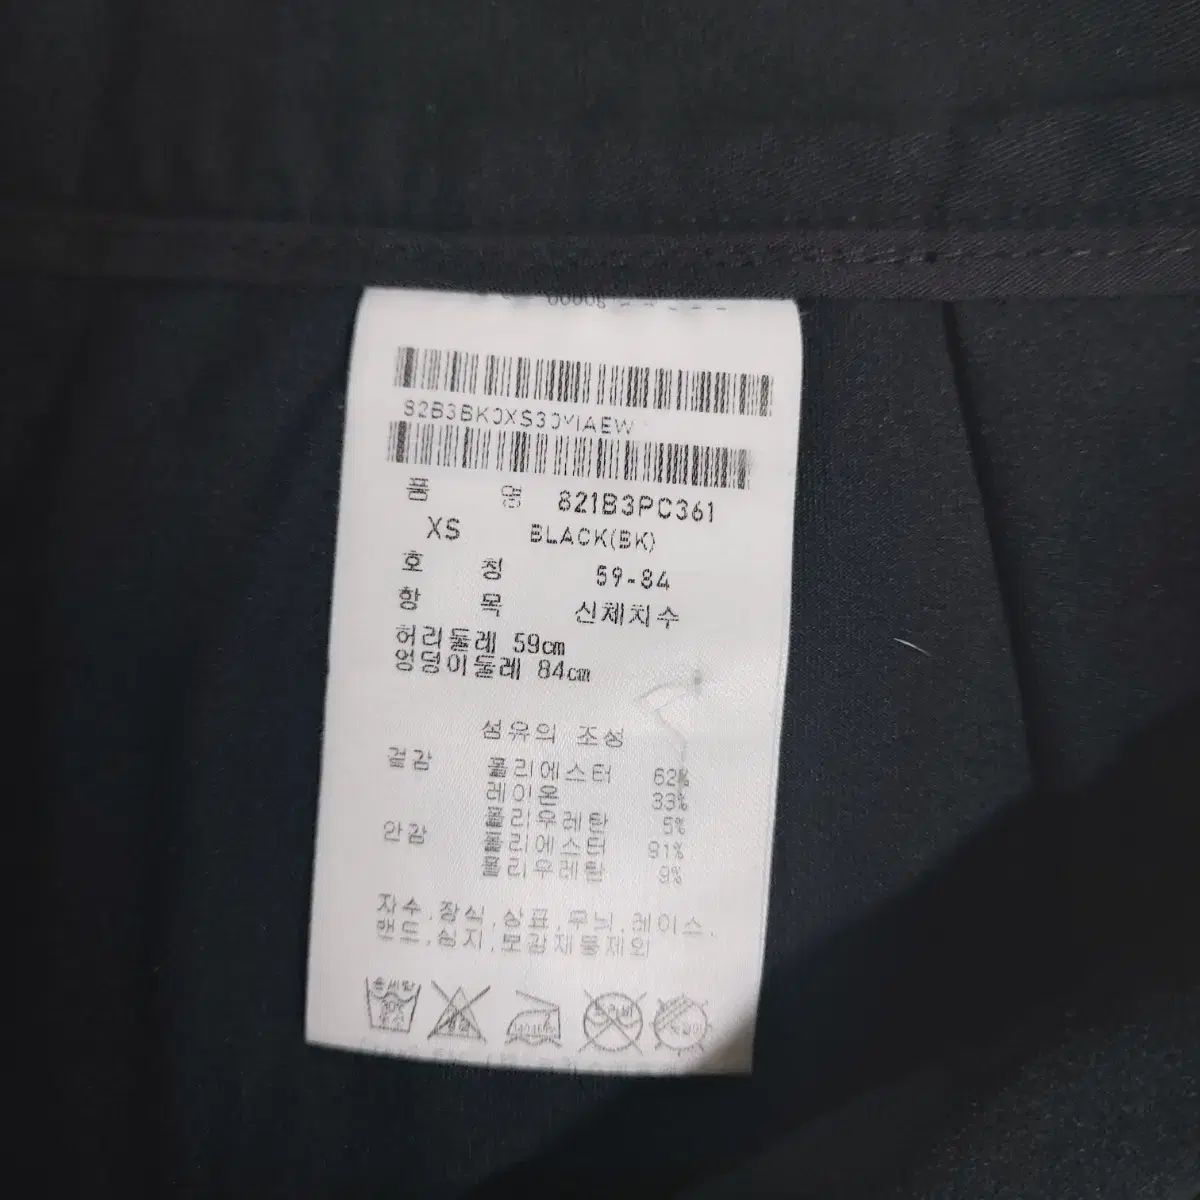 품 명 821B3PC361
XS BLACK(BK)
호 칭 59-84
항 목 신체치수
허리둘레 59cm
엉덩이둘레 84cm
섬유의 조성
겉감 폴리에스터 62%
레이온 33%
폴리우레탄 5%
안감 폴리에스터 91%
폴리우레탄 9%
자수,장식,상표,무늬,레이스,
밴드,심지,보강재등제외
손세탁